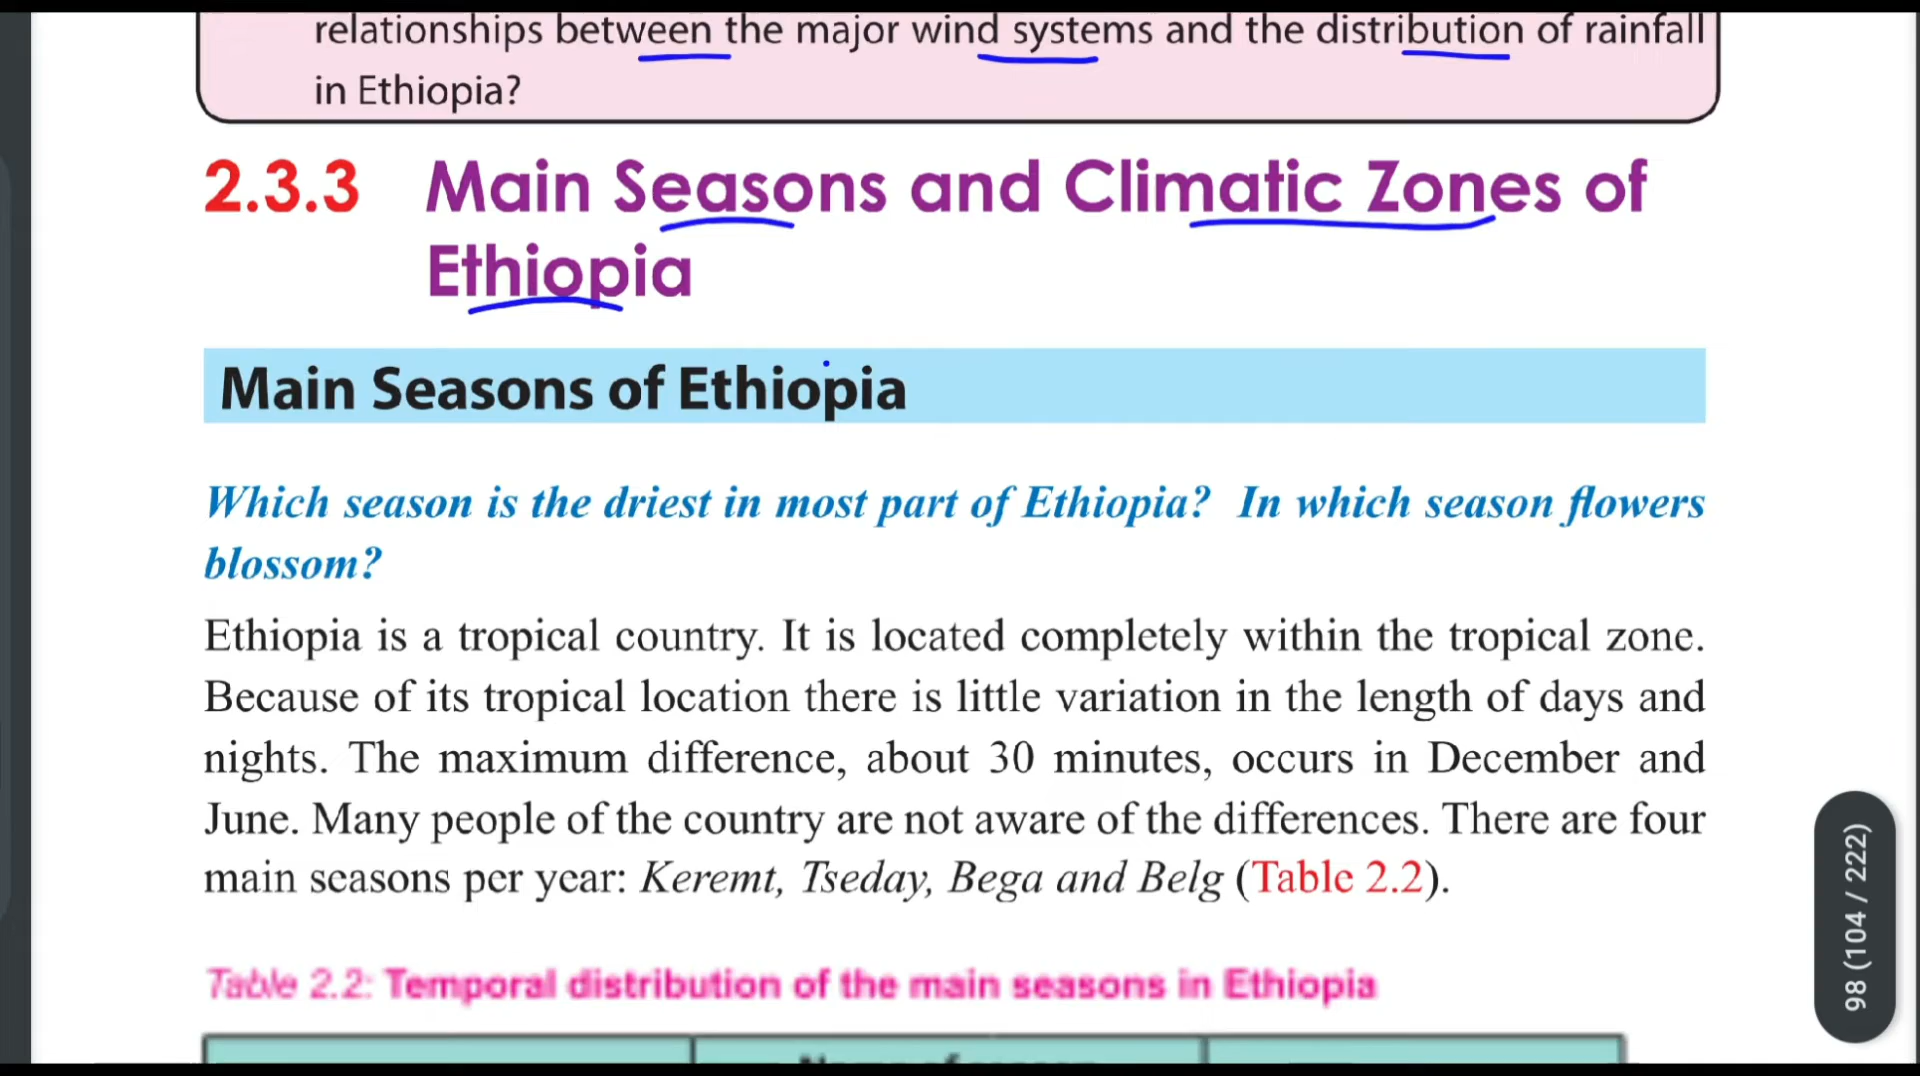 relationships between the major wind systems and the distribution of rainfall
in Ethiopia?
2.3.3 Main Seasons and Climatic Zones of
Ethiopia
Main Seasons of Ethiopia
Which season is the driest in most part of Ethiopia? In which season flowers
blossom?
Ethiopia is a tropical country. It is located completely within the tropical zone.
Because of its tropical location there is little variation in the length of days and
nights. The maximum difference, about 30 minutes, occurs in December and
June. Many people of the country are not aware of the differences. There are four
main seasons per year: Keremt, Tseday, Bega and Belg (Table 2.2).
Table 2.2: Temporal distribution of the main seasons in Ethiopia
98 (104 / 222)